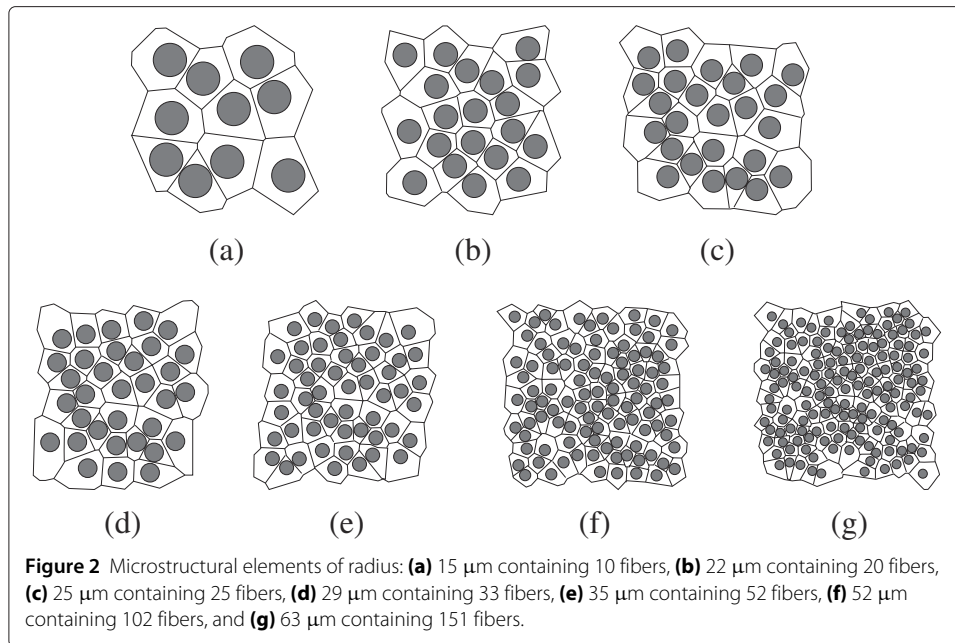 (a)
(b)
(c)
(d)
(e)
(f)
(g)
Figure 2 Microstructural elements of radius: (a) 15 μm containing 10 fibers, (b) 22 μm containing 20 fibers,
(c) 25 μm containing 25 fibers, (d) 29 μm containing 33 fibers, (e) 35 μm containing 52 fibers, (f) 52 μm
containing 102 fibers, and (g) 63 μm containing 151 fibers.